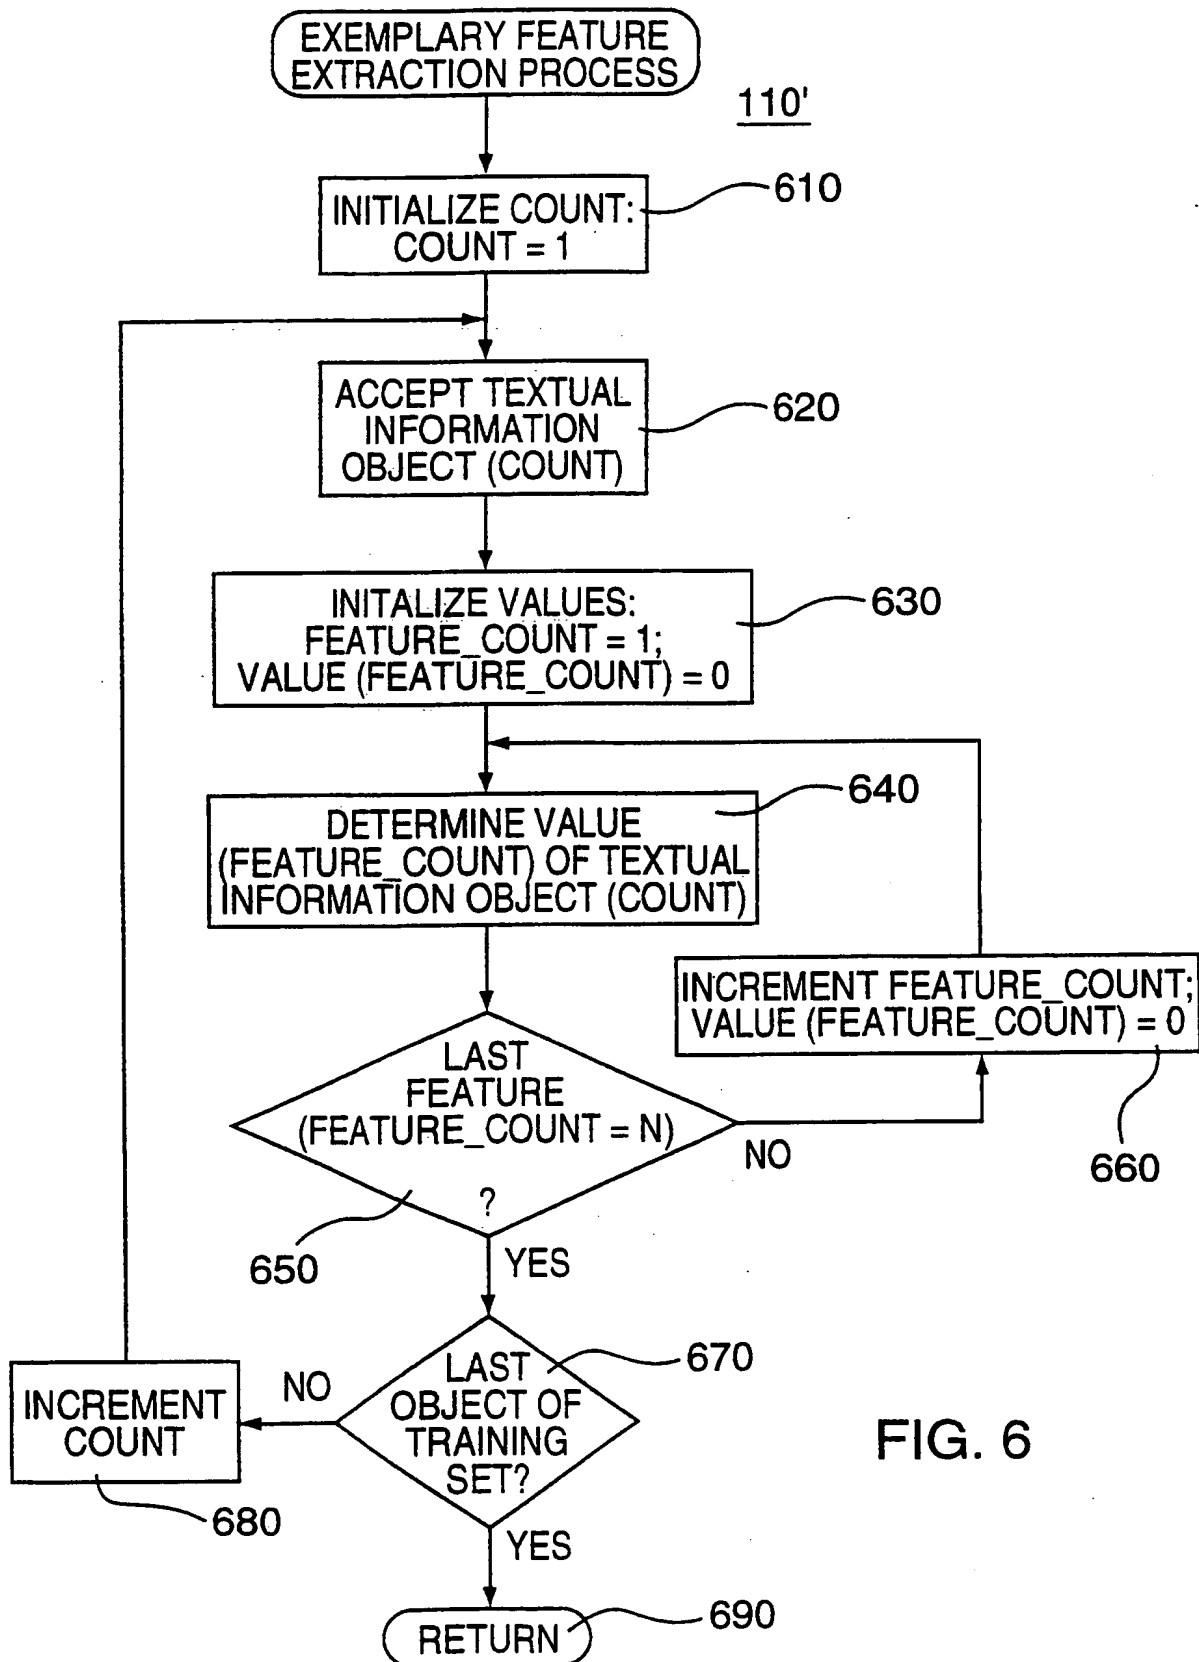 EXEMPLARY FEATURE
EXTRACTION PROCESS
110'
INITIALIZE COUNT:
COUNT = 1
610
ACCEPT TEXTUAL
INFORMATION
OBJECT (COUNT)
620
INITALIZE VALUES:
FEATURE_COUNT = 1;
VALUE (FEATURE_COUNT) = 0
630
DETERMINE VALUE
(FEATURE_COUNT) OF TEXTUAL
INFORMATION OBJECT (COUNT)
640
LAST
FEATURE
(FEATURE_COUNT = N)
?
650
NO
INCREMENT FEATURE_COUNT;
VALUE (FEATURE_COUNT) = 0
660
YES
LAST
OBJECT OF
TRAINING
SET?
670
NO
INCREMENT
COUNT
680
YES
RETURN
690
FIG. 6